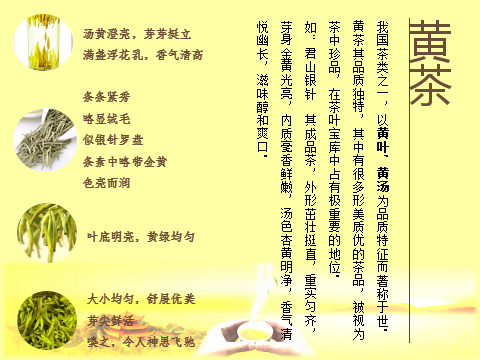 黄茶
我国茶类之一，以黄叶、黄汤为品质特征而著称于世。
黄茶其品质独特，其中有很多形美质优的茶品，被视为
茶中珍品，在茶叶宝库中占有极重要的地位。
如：君山银针 其成品茶，外形茁壮挺直，重实匀齐，
芽身金黄光亮，内质毫香鲜嫩，汤色杏黄明净，香气清
悦幽长，滋味醇和爽口。
汤黄澄亮，芽芽挺立
满盏浮花乳，香气清高
条条紧秀
略显绒毛
似银针罗盘
条索中略带金黄
色亮而润
叶底明亮，黄绿均匀
大小均匀，舒展优美
芽尖鲜活
嗅之，令人神思飞驰